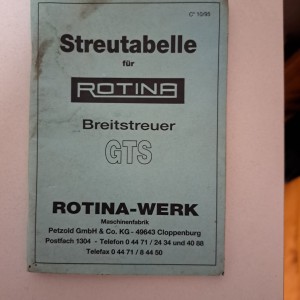 C* 10/98
Streutabelle
für
ROTINA
Breitstreuer
GTS
ROTINA-WERK
Maschinenfabrik
Petzold GmbH & Co. KG - 49643 Cloppenburg
Postfach 1304 - Telefon 0 44 71 / 24 34 und 40 88
Telefax 0 44 71 / 8 44 50